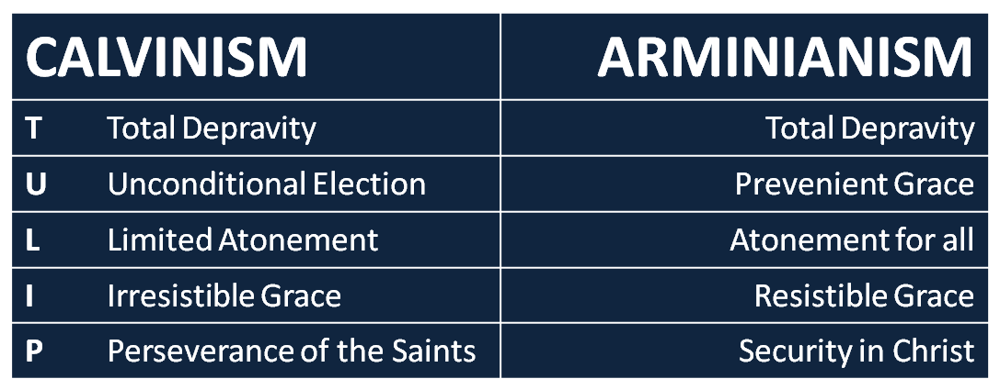 CALVINISM ARMINIANISM
T Total Depravity Total Depravity
U Unconditional Election Prevenient Grace
L Limited Atonement Atonement for all
I Irresistible Grace Resistible Grace
P Perseverance of the Saints Security in Christ